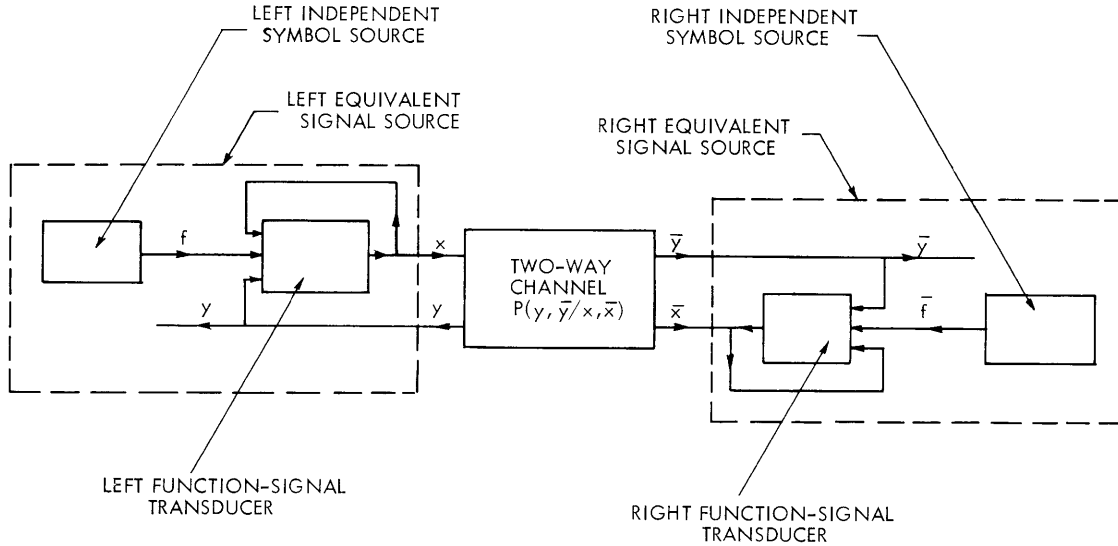 LEFT INDEPENDENT
SYMBOL SOURCE
RIGHT INDEPENDENT
SYMBOL SOURCE
LEFT EQUIVALENT
SIGNAL SOURCE
RIGHT EQUIVALENT
SIGNAL SOURCE
f
x
y
y
TWO-WAY
CHANNEL
P(y, ȳ/x, x̄)
ȳ
ȳ
x̄
f̄
LEFT FUNCTION-SIGNAL
TRANSDUCER
RIGHT FUNCTION-SIGNAL
TRANSDUCER